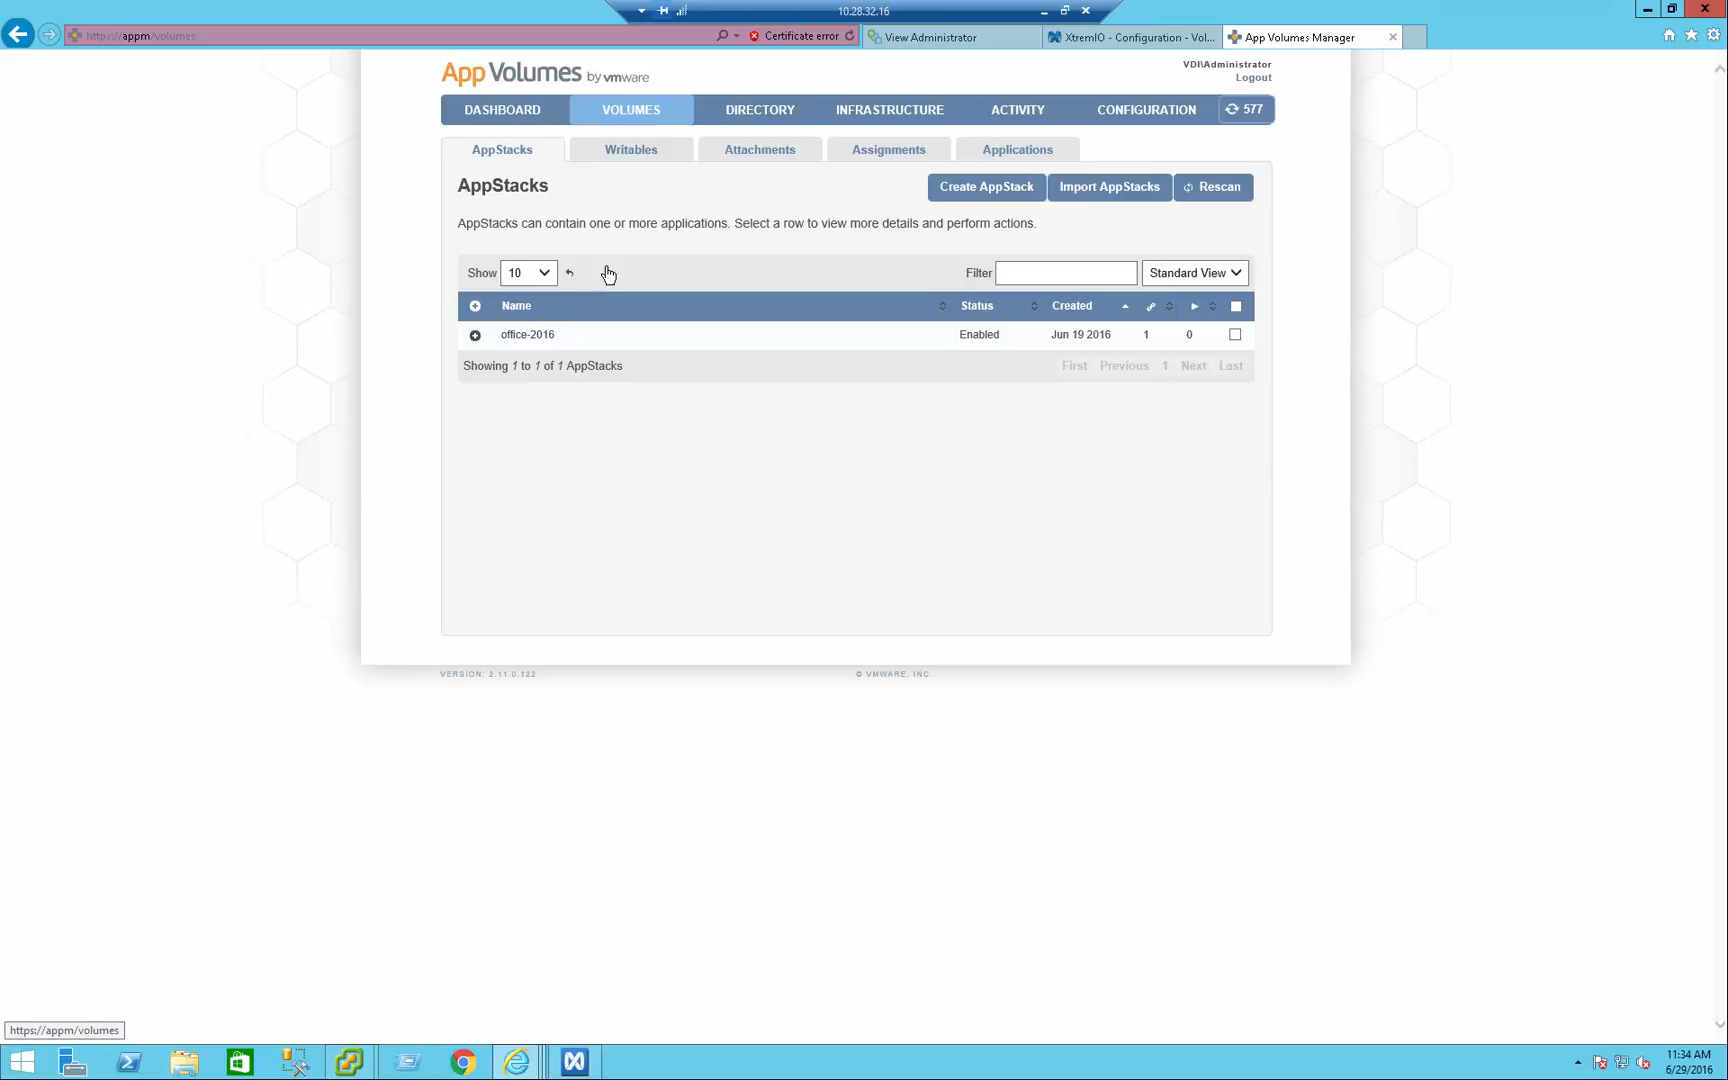 10.28.32.16
https://appm/volumes
Certificate error
View Administrator
XtremIO - Configuration - Vol...
App Volumes Manager
App Volumes by vmware
VDI\Administrator
Logout
DASHBOARD VOLUMES DIRECTORY INFRASTRUCTURE ACTIVITY CONFIGURATION 577
AppStacks Writables Attachments Assignments Applications
AppStacks
Create AppStack Import AppStacks Rescan
AppStacks can contain one or more applications. Select a row to view more details and perform actions.
Show 10 Filter Standard View
Name Status Created
office-2016 Enabled Jun 19 2016 1 0
Showing 1 to 1 of 1 AppStacks First Previous 1 Next Last
VERSION: 2.11.0.122 © VMWARE, INC.
https://appm/volumes
11:34 AM
6/29/2016